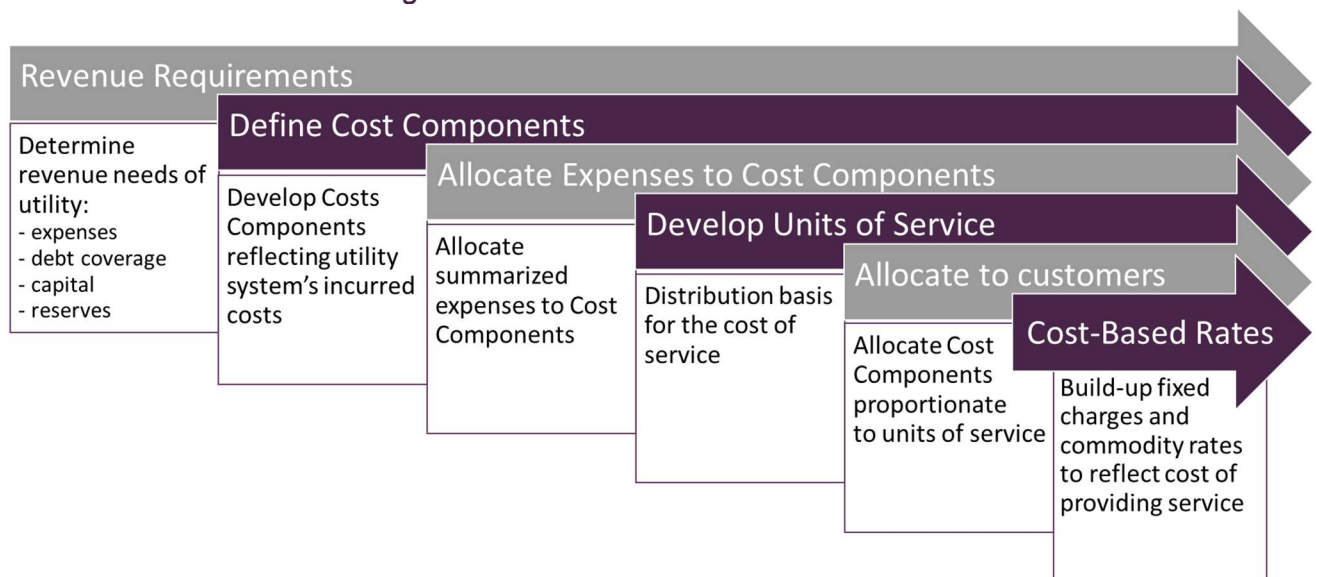 Revenue Requirements
Determine
revenue needs of
utility:
- expenses
- debt coverage
- capital
- reserves
Define Cost Components
Develop Costs
Components
reflecting utility
system's incurred
costs
Allocate Expenses to Cost Components
Allocate
summarized
expenses to Cost
Components
Develop Units of Service
Distribution basis
for the cost of
service
Allocate to customers
Allocate Cost
Components
proportionate
to units of service
Cost-Based Rates
Build-up fixed
charges and
commodity rates
to reflect cost of
providing service